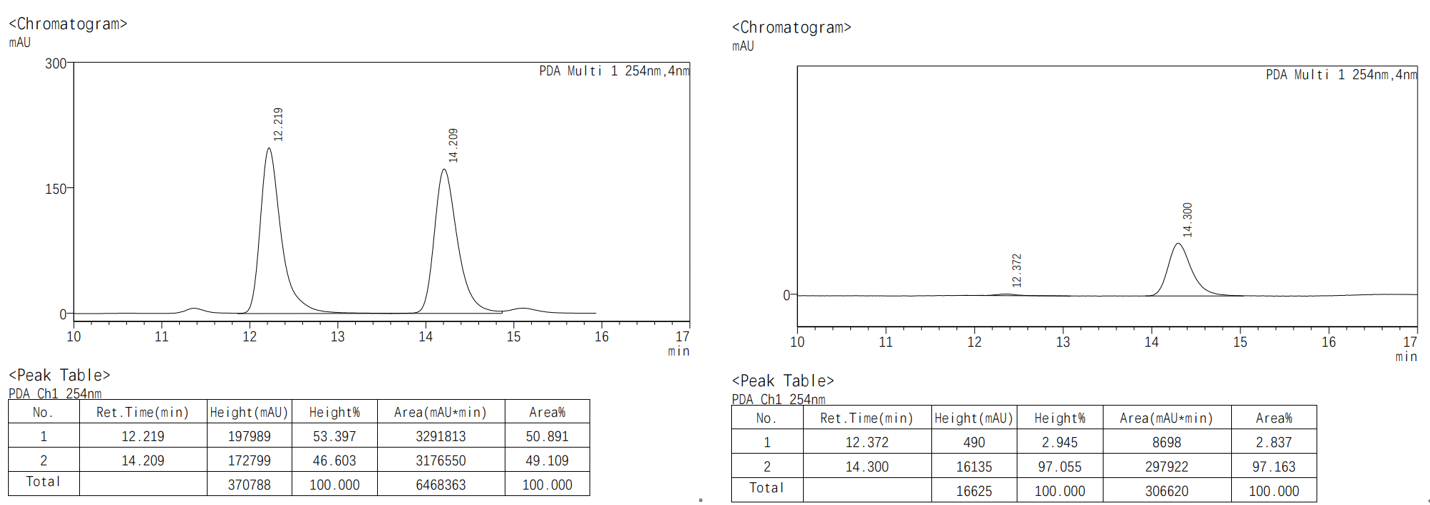 <Chromatogram>
mAU
300
PDA Multi 1 254nm,4nm
12.219
14.209
150
0
10 11 12 13 14 15 16 17
min
<Peak Table>
PDA Ch1 254nm
No. Ret.Time(min) Height(mAU) Height% Area(mAU*min) Area%
1 12.219 197989 53.397 3291813 50.891
2 14.209 172799 46.603 3176550 49.109
Total 370788 100.000 6468363 100.000
<Chromatogram>
mAU
PDA Multi 1 254nm,4nm
14.300
12.372
0
10 11 12 13 14 15 16 17
min
<Peak Table>
PDA Ch1 254nm
No. Ret.Time(min) Height(mAU) Height% Area(mAU*min) Area%
1 12.372 490 2.945 8698 2.837
2 14.300 16135 97.055 297922 97.163
Total 16625 100.000 306620 100.000